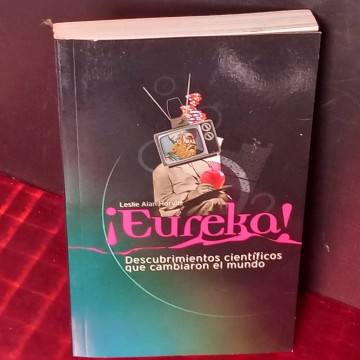 Leslie Alan Horvitz
¡Eureka!
Descubrimientos científicos
que cambiaron el mundo